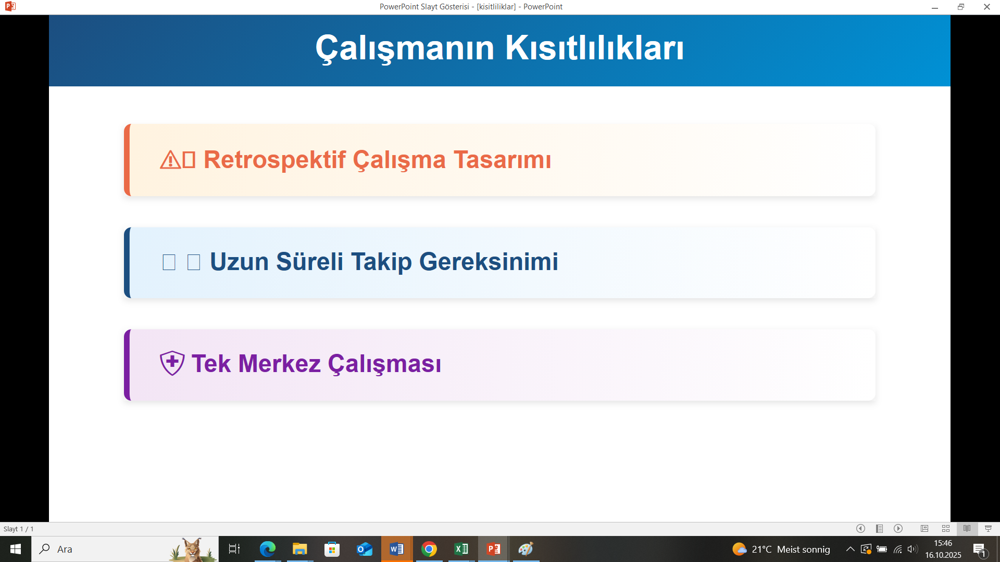 PowerPoint Slayt Gösterisi - [kisitliliklar] - PowerPoint
Çalışmanın Kısıtlılıkları
⚠ Retrospektif Çalışma Tasarımı
Uzun Süreli Takip Gereksinimi
Tek Merkez Çalışması
Slayt 1 / 1
Ara
21°C Meist sonnig
15:46
16.10.2025
1